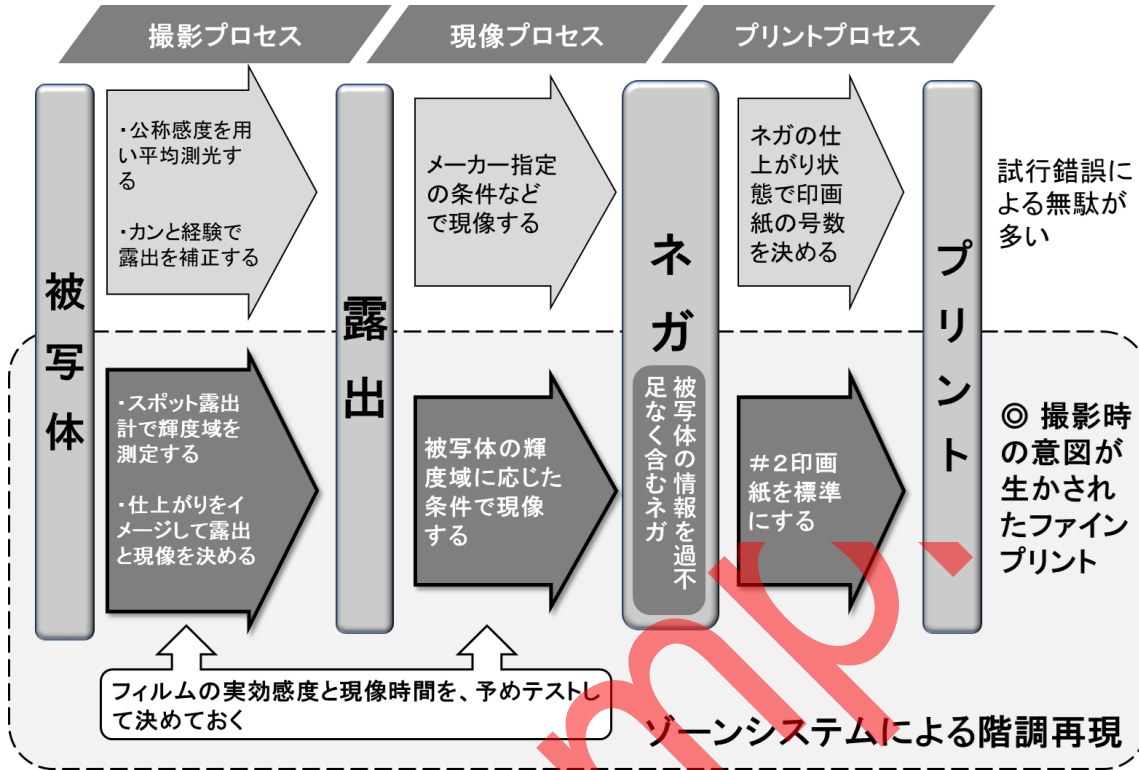 撮影プロセス
現像プロセス
プリントプロセス
被写体
・公称感度を用
い平均測光す
る
・カンと経験で
露出を補正する
露出
メーカー指定
の条件など
で現像する
ネガ
ネガの仕
上がり状
態で印画
紙の号数
を決める
プリント
試行錯誤に
よる無駄が
多い
・スポット露出
計で輝度域を
測定する
・仕上がりをイ
メージして露出
と現像を決める
被写体の輝
度域に応じた
条件で現像
する
被写体の情報を過不
足なく含むネガ
#2印画
紙を標準
にする
◎ 撮影時
の意図が
生かされ
たファイン
プリント
フィルムの実効感度と現像時間を、予めテストし
て決めておく
ゾーンシステムによる階調再現
mp.